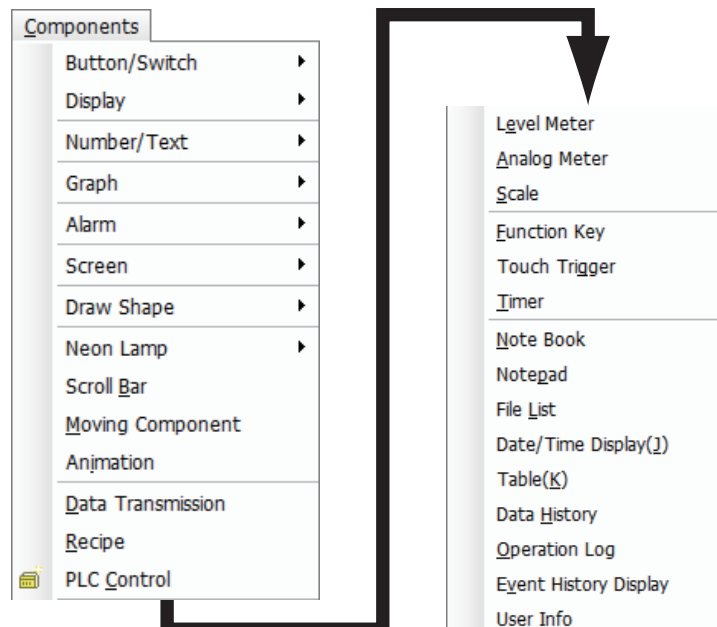 Components
Button/Switch
Display
Number/Text
Graph
Alarm
Screen
Draw Shape
Neon Lamp
Scroll Bar
Moving Component
Animation
Data Transmission
Recipe
PLC Control
Level Meter
Analog Meter
Scale
Function Key
Touch Trigger
Timer
Note Book
Notepad
File List
Date/Time Display(J)
Table(K)
Data History
Operation Log
Event History Display
User Info